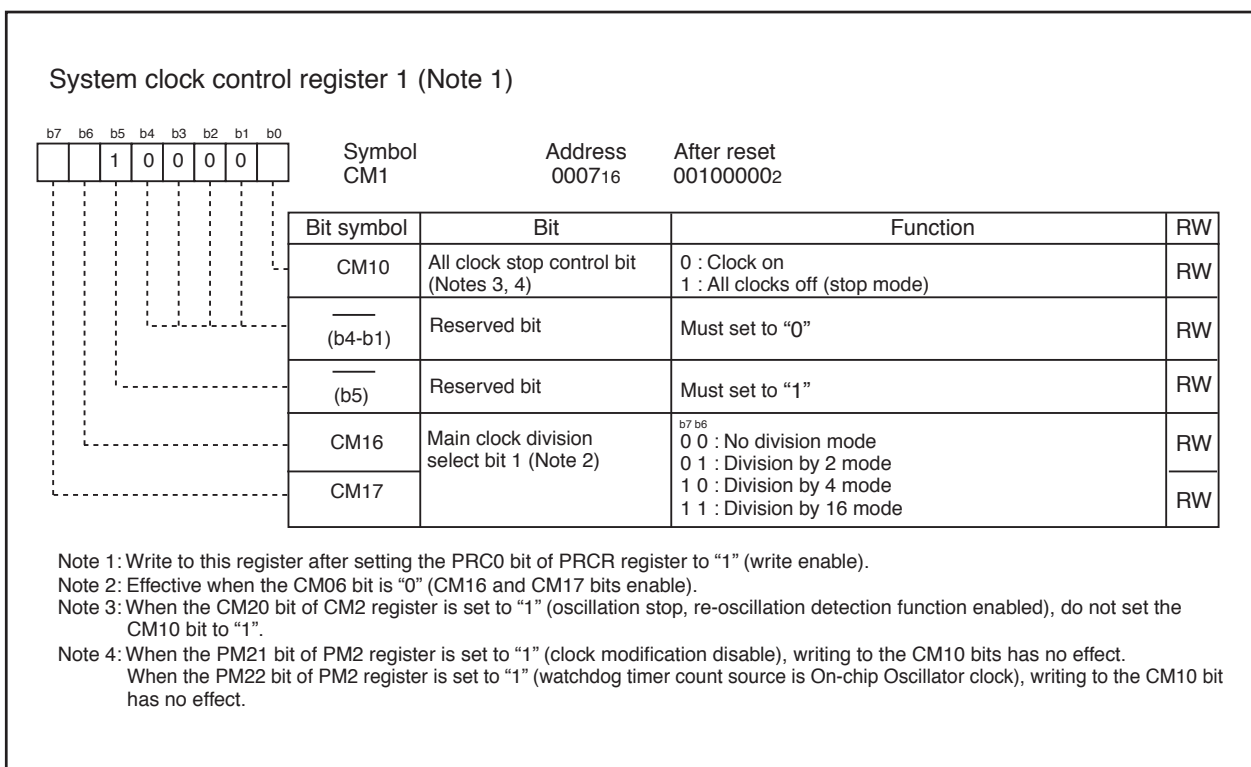 System clock control register 1 (Note 1)
b7 b6 b5 b4 b3 b2 b1 b0
1 0 0 0 0
Symbol Address After reset
CM1 000716 001000002
Bit symbol Bit Function RW
CM10 All clock stop control bit 0 : Clock on RW
(Notes 3, 4) 1 : All clocks off (stop mode)
(b4-b1) Reserved bit Must set to “0” RW
(b5) Reserved bit Must set to “1” RW
b7 b6
CM16 Main clock division 0 0 : No division mode RW
select bit 1 (Note 2) 0 1 : Division by 2 mode
CM17 1 0 : Division by 4 mode RW
1 1 : Division by 16 mode
Note 1: Write to this register after setting the PRC0 bit of PRCR register to “1” (write enable).
Note 2: Effective when the CM06 bit is “0” (CM16 and CM17 bits enable).
Note 3: When the CM20 bit of CM2 register is set to “1” (oscillation stop, re-oscillation detection function enabled), do not set the
CM10 bit to “1”.
Note 4: When the PM21 bit of PM2 register is set to “1” (clock modification disable), writing to the CM10 bits has no effect.
When the PM22 bit of PM2 register is set to “1” (watchdog timer count source is On-chip Oscillator clock), writing to the CM10 bit
has no effect.